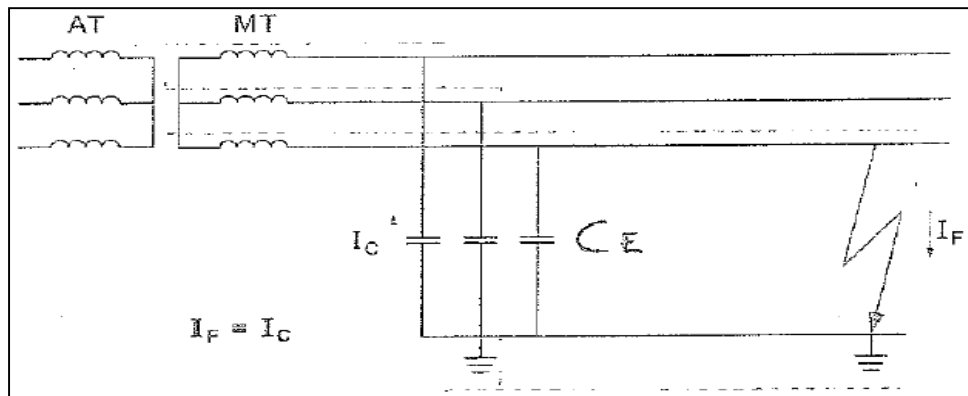 AT MT
I_C C_E I_F
I_F = I_C